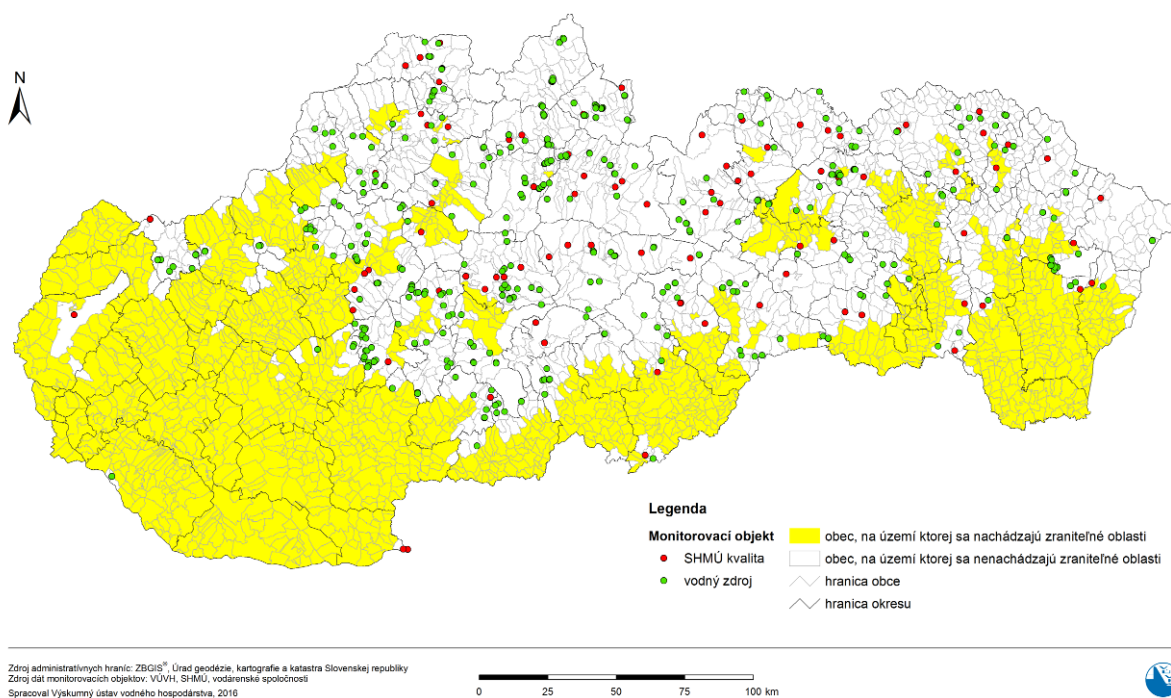 N
Legenda
Monitorovací objekt
SHMÚ kvalita
vodný zdroj
obec, na území ktorej sa nachádzajú zraniteľné oblasti
obec, na území ktorej sa nenachádzajú zraniteľné oblasti
hranica obce
hranica okresu
Zdroj administratívnych hraníc: ZBGIS®, Úrad geodézie, kartografie a katastra Slovenskej republiky
Zdroj dát monitorovacích objektov: VÚVH, SHMÚ, vodárenské spoločnosti
Spracoval Výskumný ústav vodného hospodárstva, 2016
0 25 50 75 100 km